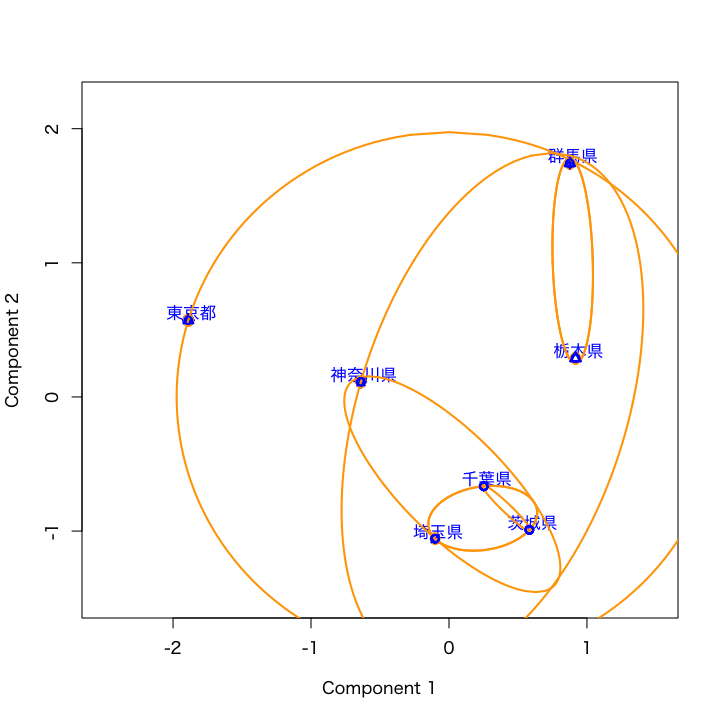 2
1
0
-1
Component 2
群馬県
東京都
栃木県
神奈川県
千葉県
茨城県
埼玉県
-2
-1
0
1
Component 1